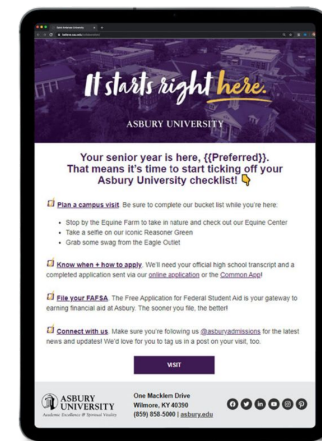 It starts right here.
ASBURY UNIVERSITY
Your senior year is here, {{Preferred}}.
That means it's time to start ticking off your
Asbury University checklist! 👇
Plan a campus visit. Be sure to complete our bucket list while you're here:
• Stop by the Equine Farm to take in nature and check out our Equine Center
• Take a selfie on our iconic Reasoner Green
• Grab some swag from the Eagle Outlet
Know when + how to apply. We'll need your official high school transcript and a
completed application sent via our online application or the Common App!
File your FAFSA. The Free Application for Federal Student Aid is your gateway to
earning financial aid at Asbury. The sooner you file, the better!
Connect with us. Make sure you're following us @asburyadmissions for the latest
news and updates! We'd love for you to tag us in a post on your visit, too.
VISIT
ASBURY
UNIVERSITY
Academic Excellence & Spiritual Vitality
One Macklem Drive
Wilmore, KY 40390
(859) 858-5000 | asbury.edu